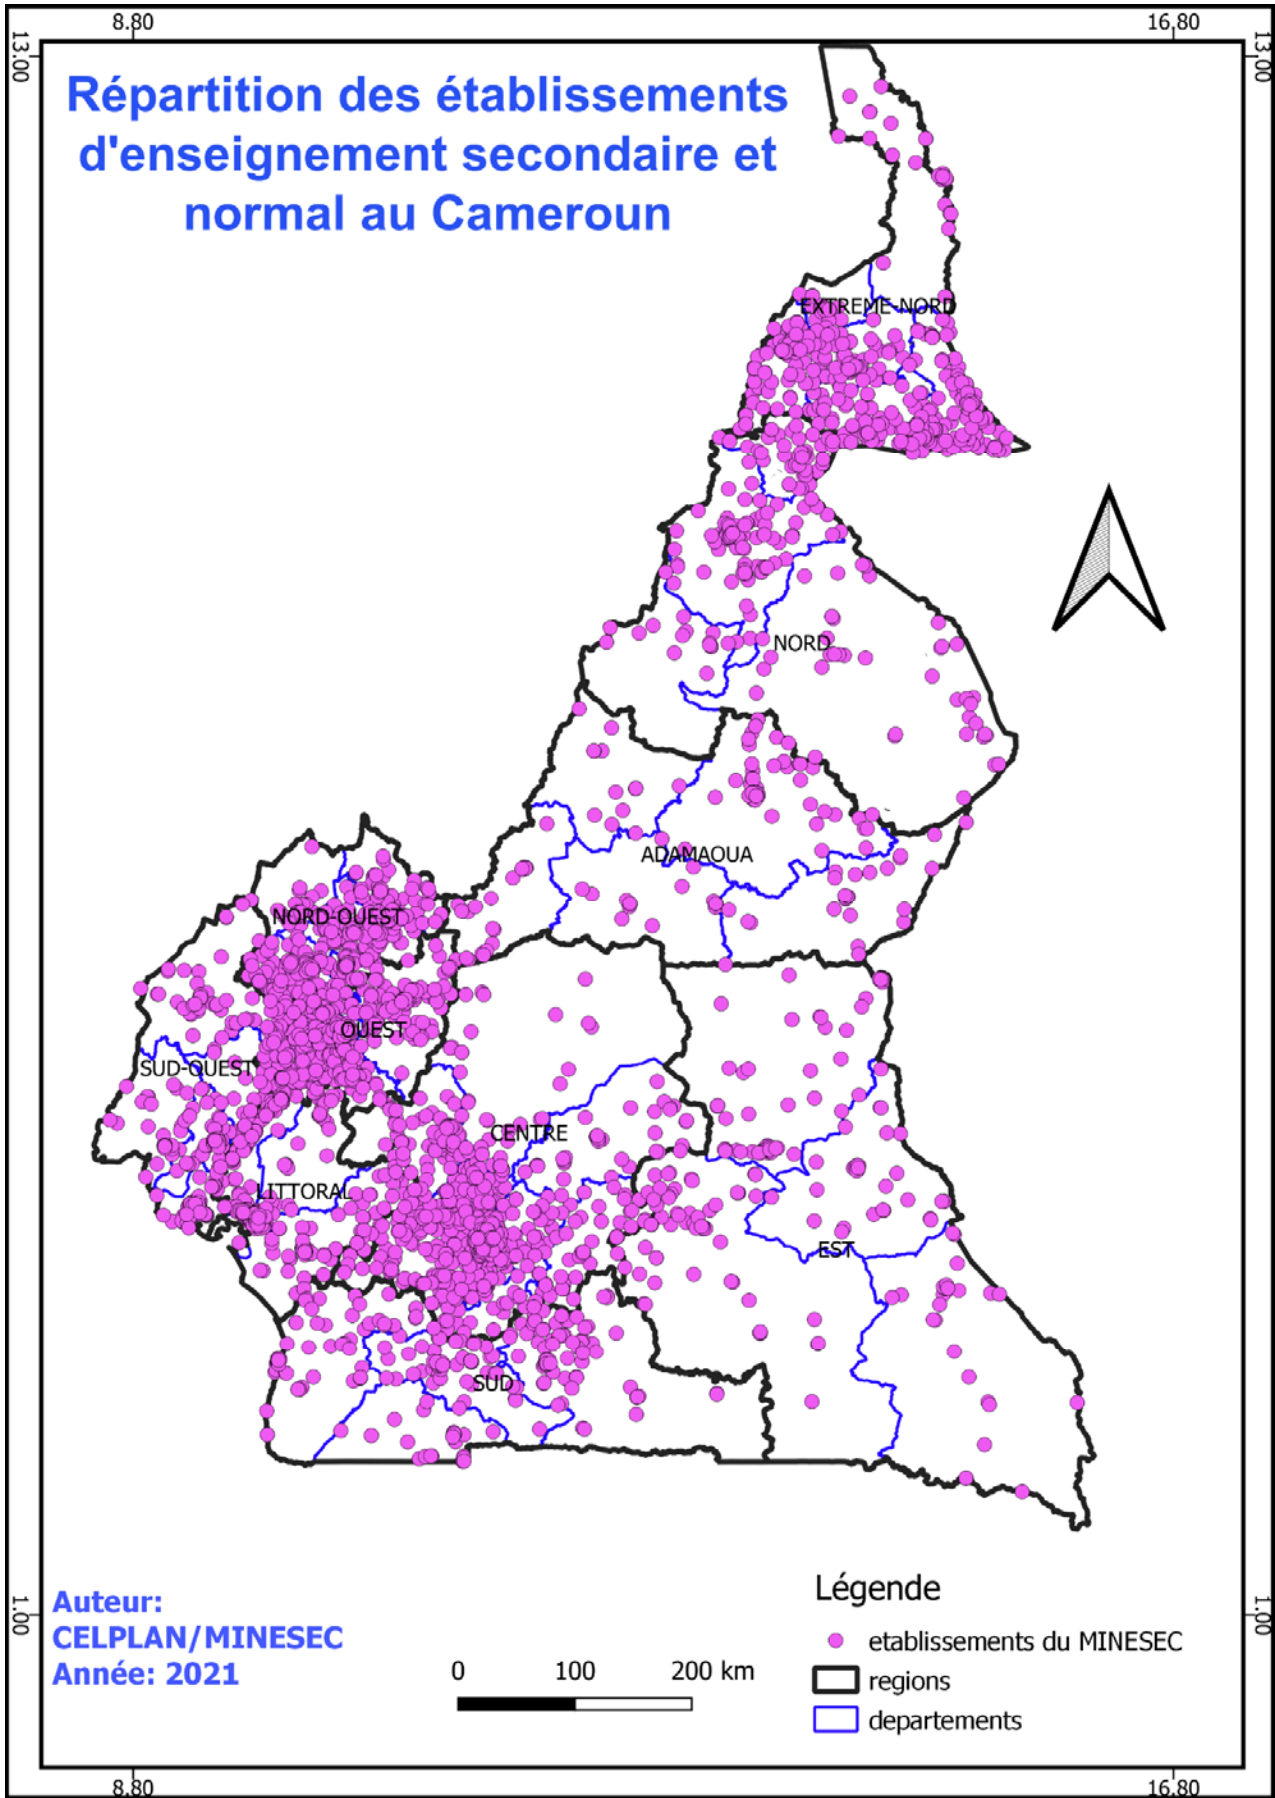 8.80
16.80
13.00
13.00
Répartition des établissements
d'enseignement secondaire et
normal au Cameroun
EXTREME-NORD
NORD
ADAMAOUA
NORD-OUEST
OUEST
SUD-OUEST
CENTRE
LITTORAL
EST
SUD
Auteur:
CELPLAN/MINESEC
Année: 2021
0
100
200 km
Légende
etablissements du MINESEC
regions
departements
1.00
1.00
8.80
16.80